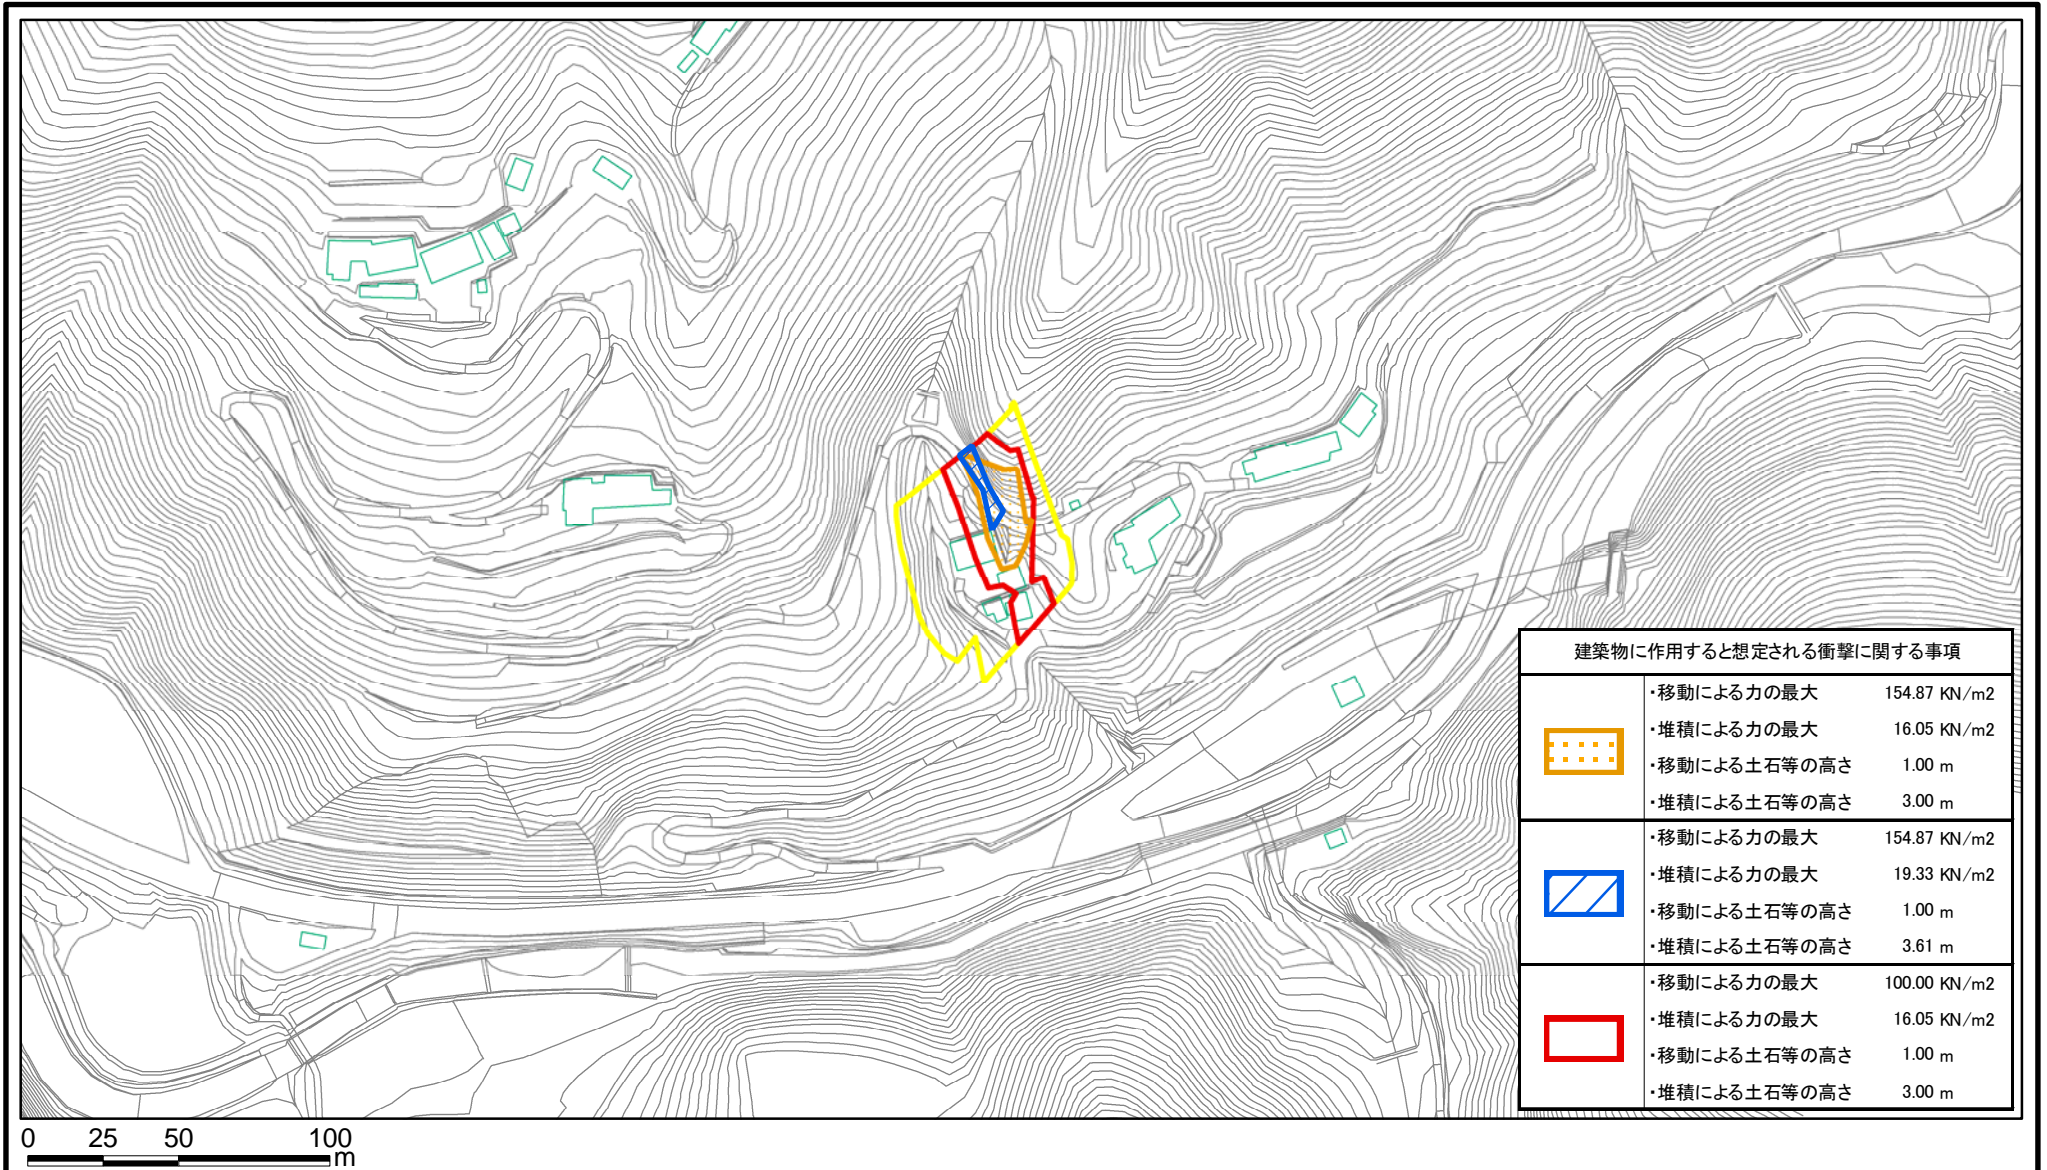 建築物に作用すると想定される衝撃に関する事項
・移動による力の最大 154.87 KN/m2
・堆積による力の最大 16.05 KN/m2
・移動による土石等の高さ 1.00 m
・堆積による土石等の高さ 3.00 m
・移動による力の最大 154.87 KN/m2
・堆積による力の最大 19.33 KN/m2
・移動による土石等の高さ 1.00 m
・堆積による土石等の高さ 3.61 m
・移動による力の最大 100.00 KN/m2
・堆積による力の最大 16.05 KN/m2
・移動による土石等の高さ 1.00 m
・堆積による土石等の高さ 3.00 m
0 25 50 100
m